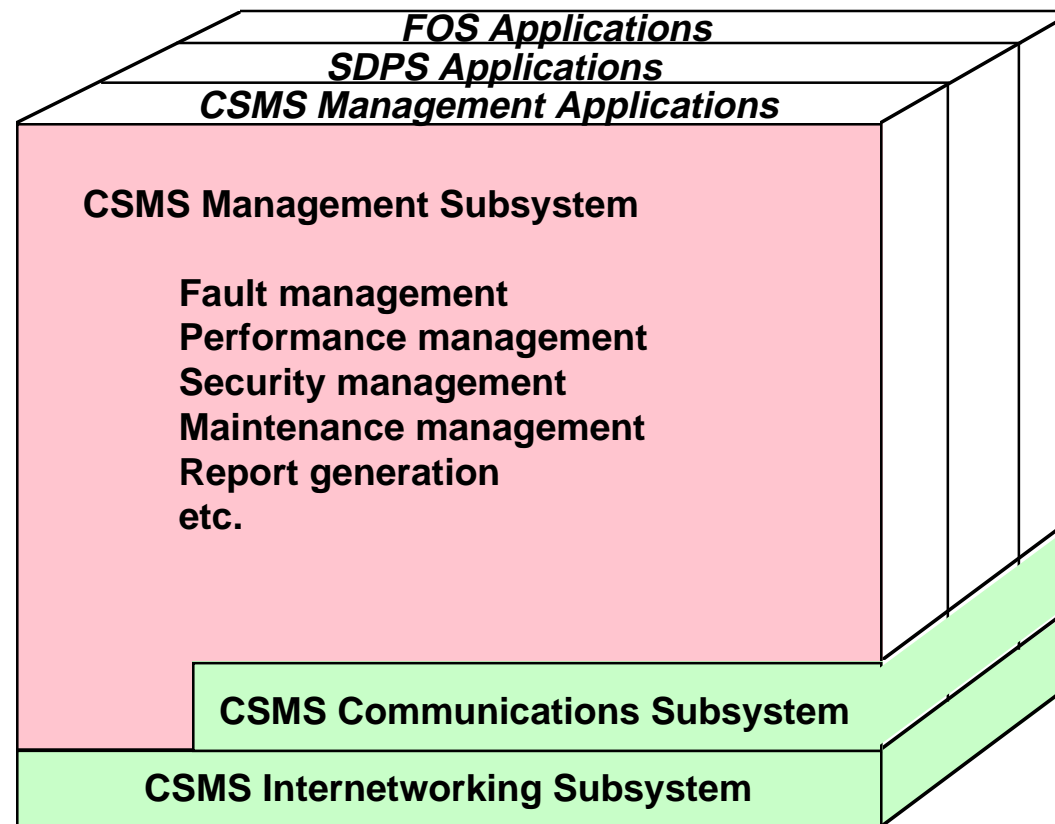 FOS Applications
SDPS Applications
CSMS Management Applications
CSMS Management Subsystem
Fault management
Performance management
Security management
Maintenance management
Report generation
etc.
CSMS Communications Subsystem
CSMS Internetworking Subsystem